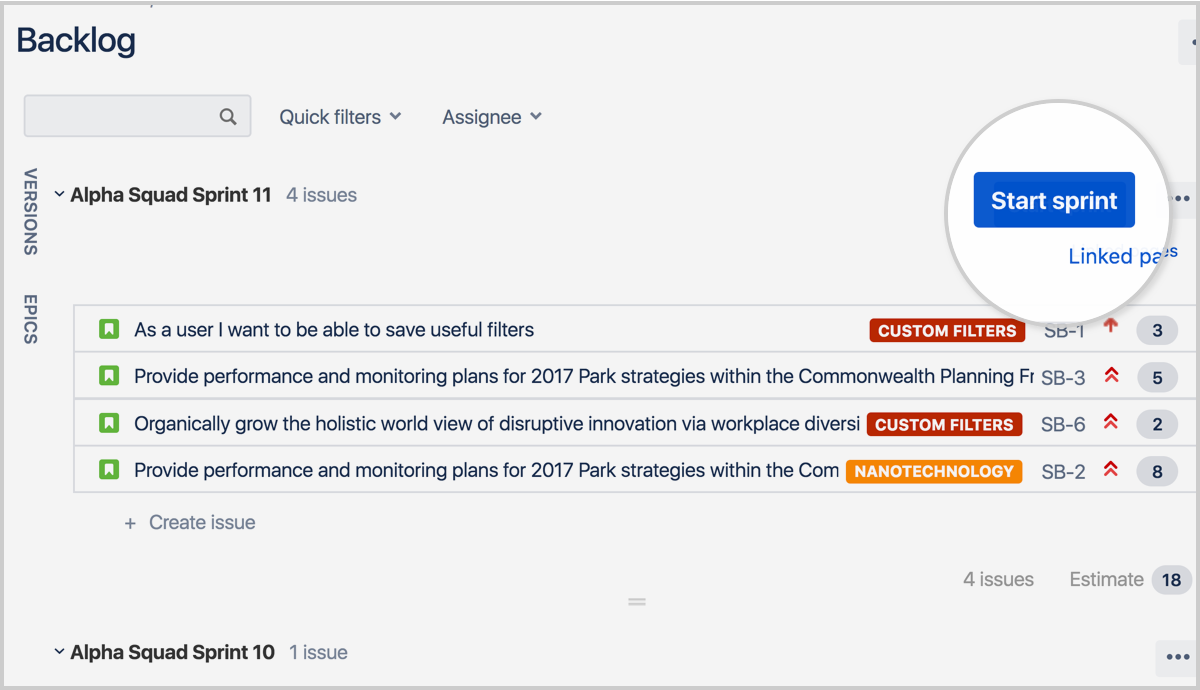 Backlog
Quick filters Assignee
VERSIONS
Alpha Squad Sprint 11 4 issues
Start sprint
Linked pa es
EPICS
As a user I want to be able to save useful filters CUSTOM FILTERS SB-1 3
Provide performance and monitoring plans for 2017 Park strategies within the Commonwealth Planning Fr SB-3 5
Organically grow the holistic world view of disruptive innovation via workplace diversi CUSTOM FILTERS SB-6 2
Provide performance and monitoring plans for 2017 Park strategies within the Com NANOTECHNOLOGY SB-2 8
+ Create issue
4 issues Estimate 18
Alpha Squad Sprint 10 1 issue